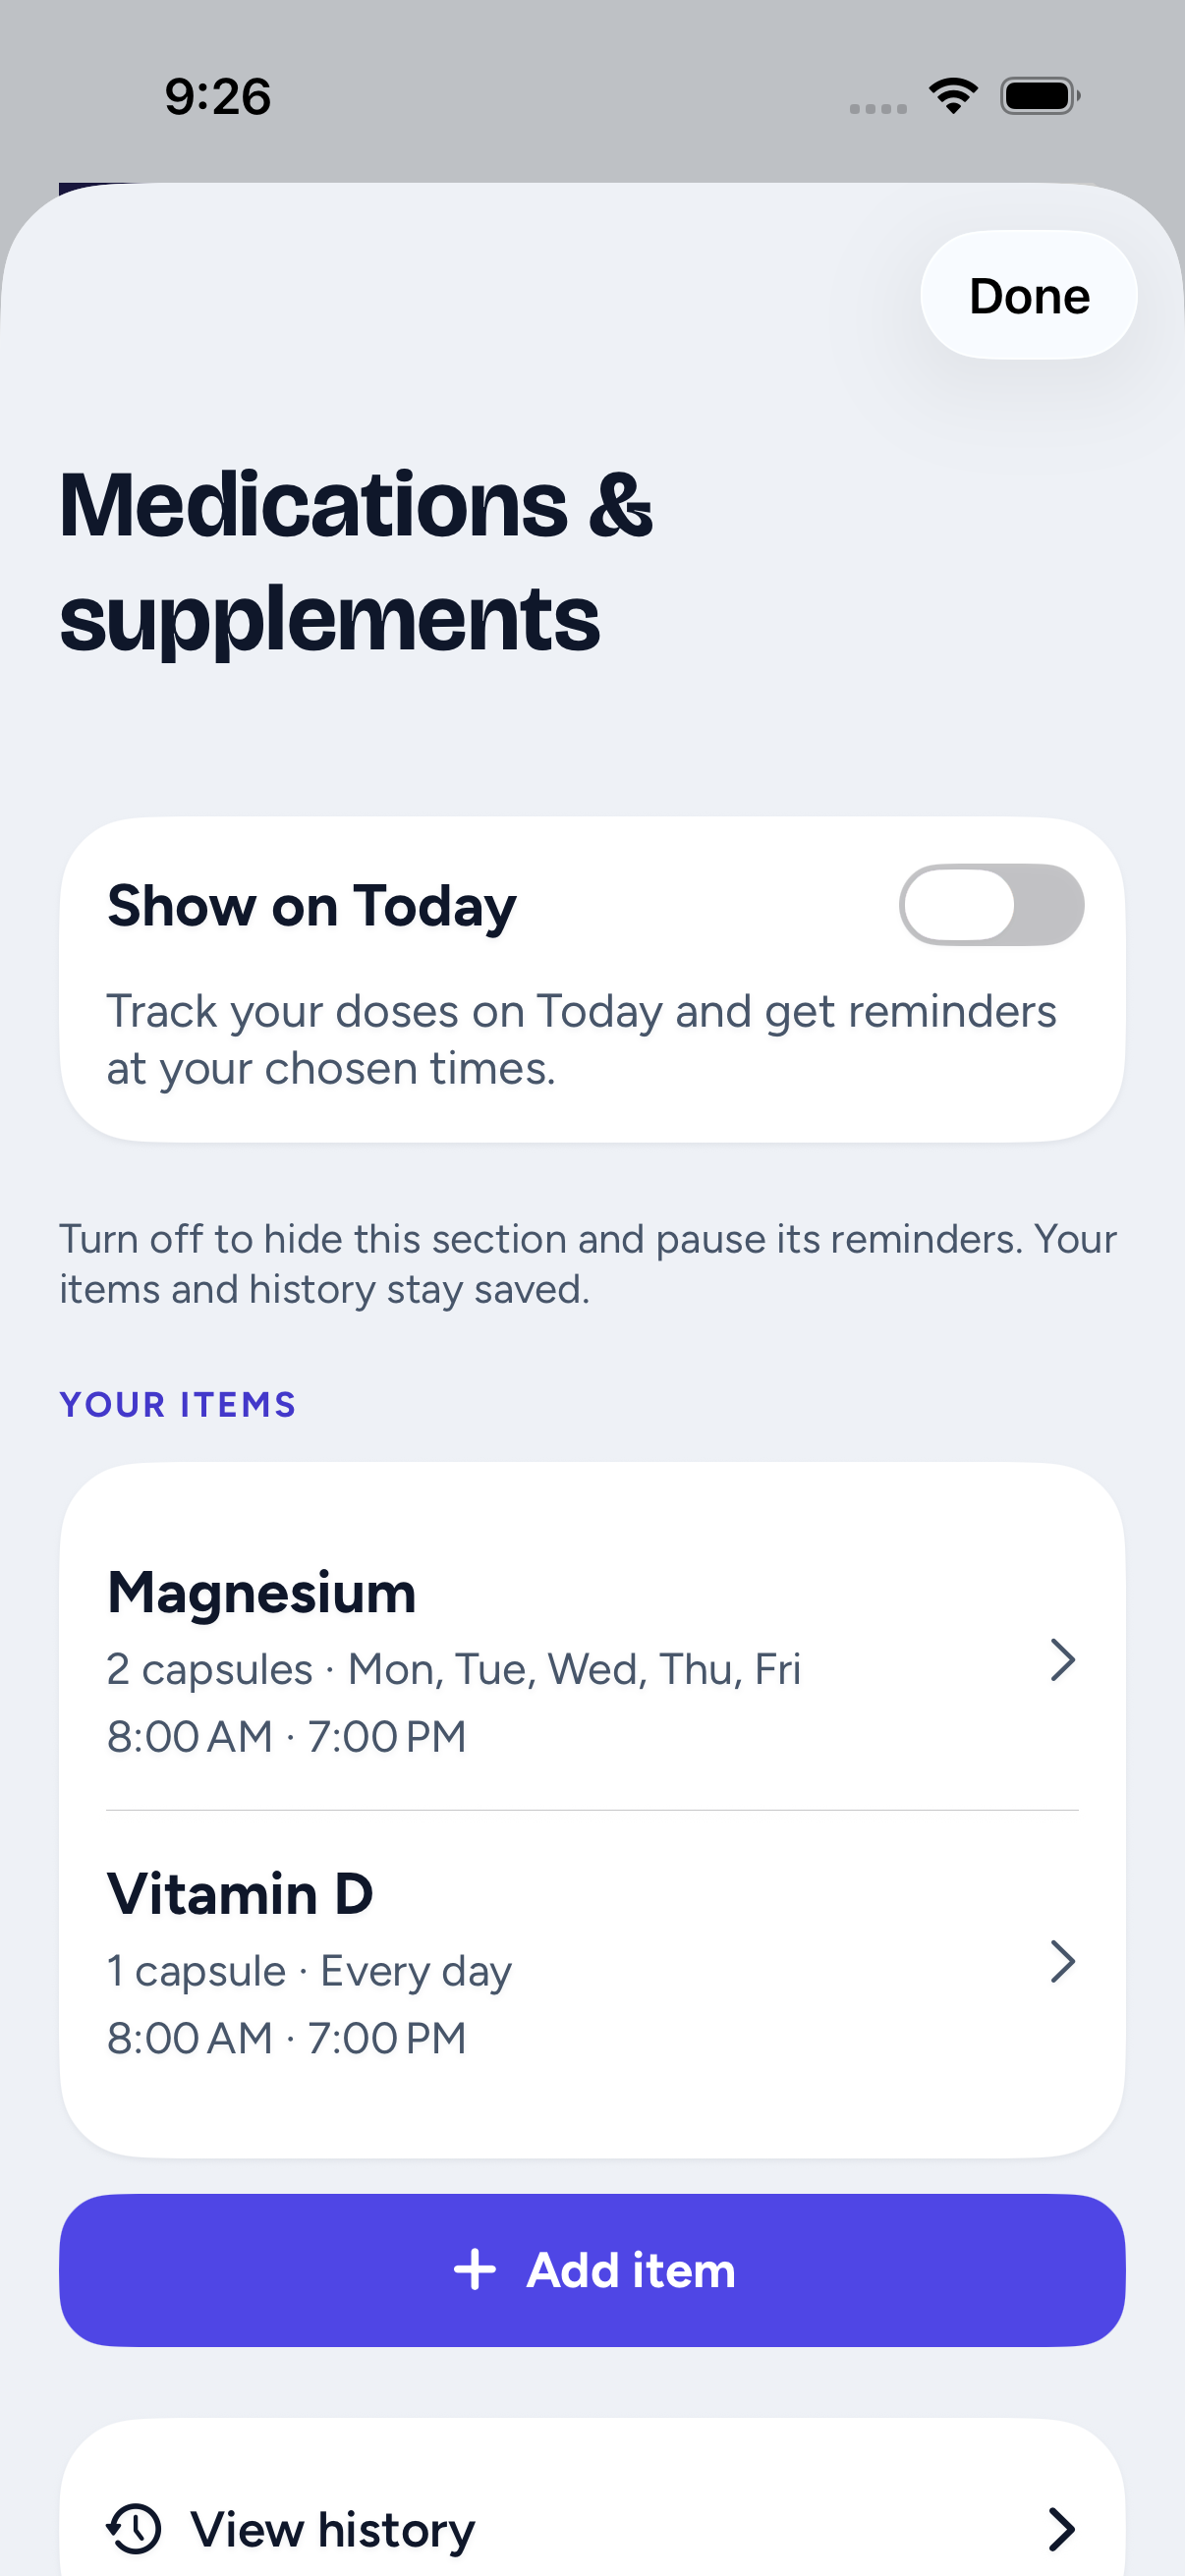 9:26
Done
Medications &
supplements
Show on Today
Track your doses on Today and get reminders
at your chosen times.
Turn off to hide this section and pause its reminders. Your
items and history stay saved.
YOUR ITEMS
Magnesium
2 capsules · Mon, Tue, Wed, Thu, Fri
8:00 AM · 7:00 PM
Vitamin D
1 capsule · Every day
8:00 AM · 7:00 PM
+ Add item
View history